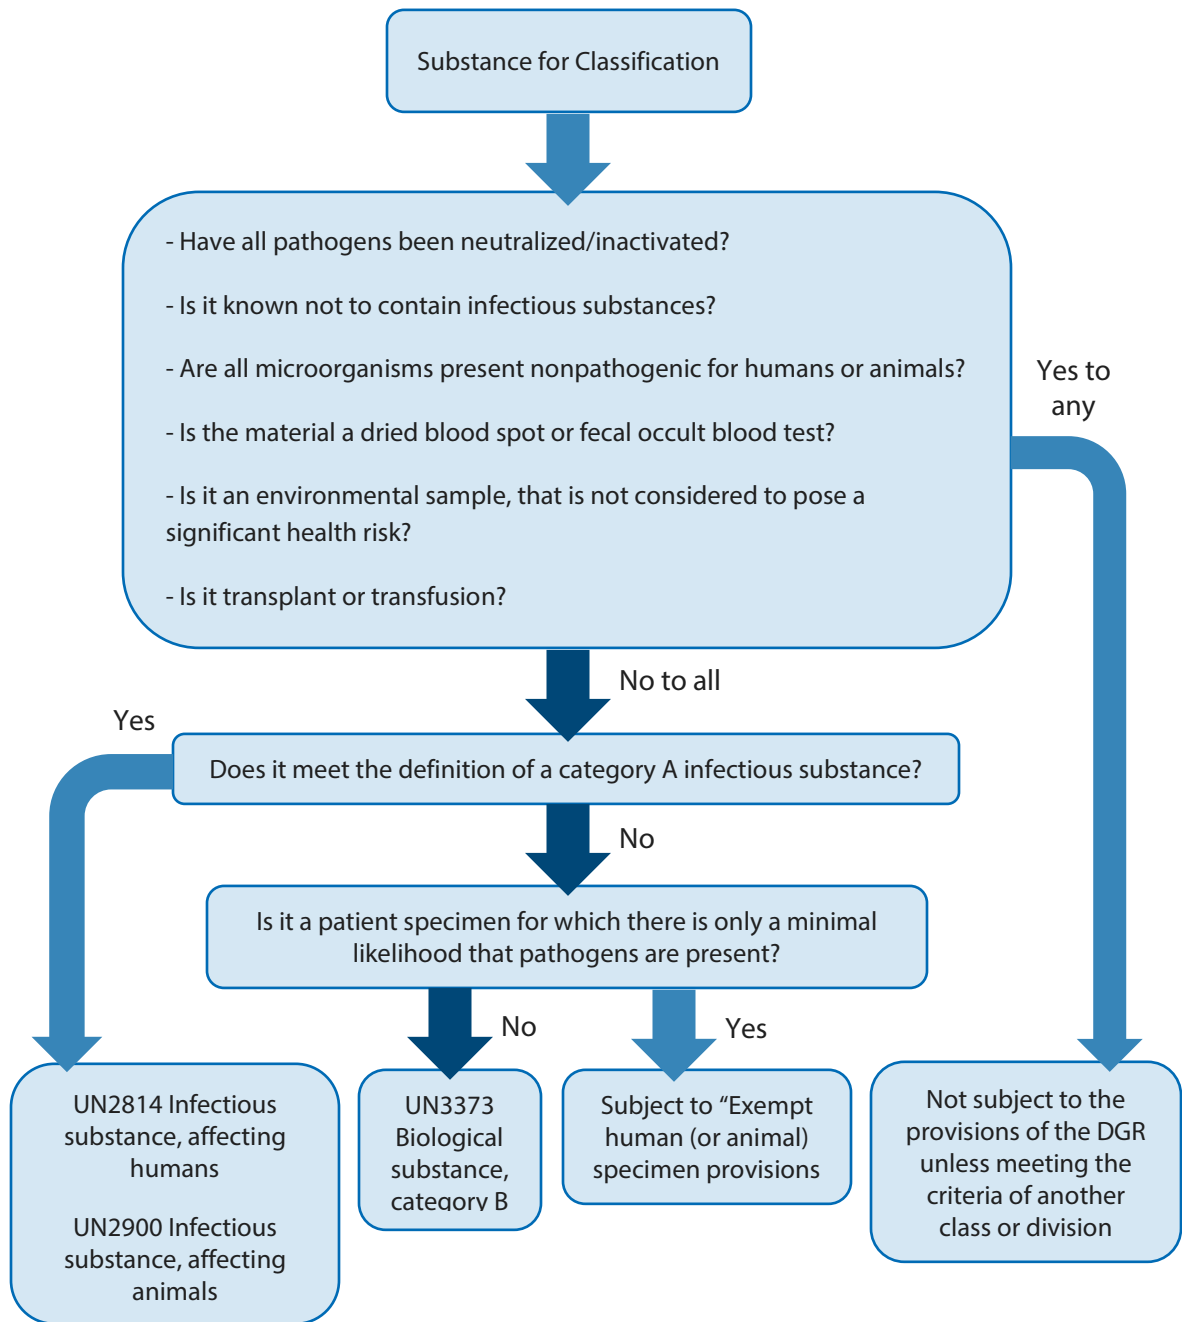 Substance for Classification
- Have all pathogens been neutralized/inactivated?
- Is it known not to contain infectious substances?
- Are all microorganisms present nonpathogenic for humans or animals?
- Is the material a dried blood spot or fecal occult blood test?
- Is it an environmental sample, that is not considered to pose a
significant health risk?
- Is it transplant or transfusion?
Yes to
any
No to all
Yes
Does it meet the definition of a category A infectious substance?
No
Is it a patient specimen for which there is only a minimal
likelihood that pathogens are present?
No
Yes
UN2814 Infectious
substance, affecting
humans
UN2900 Infectious
substance, affecting
animals
UN3373
Biological
substance,
category B
Subject to “Exempt
human (or animal)
specimen provisions
Not subject to the
provisions of the DGR
unless meeting the
criteria of another
class or division